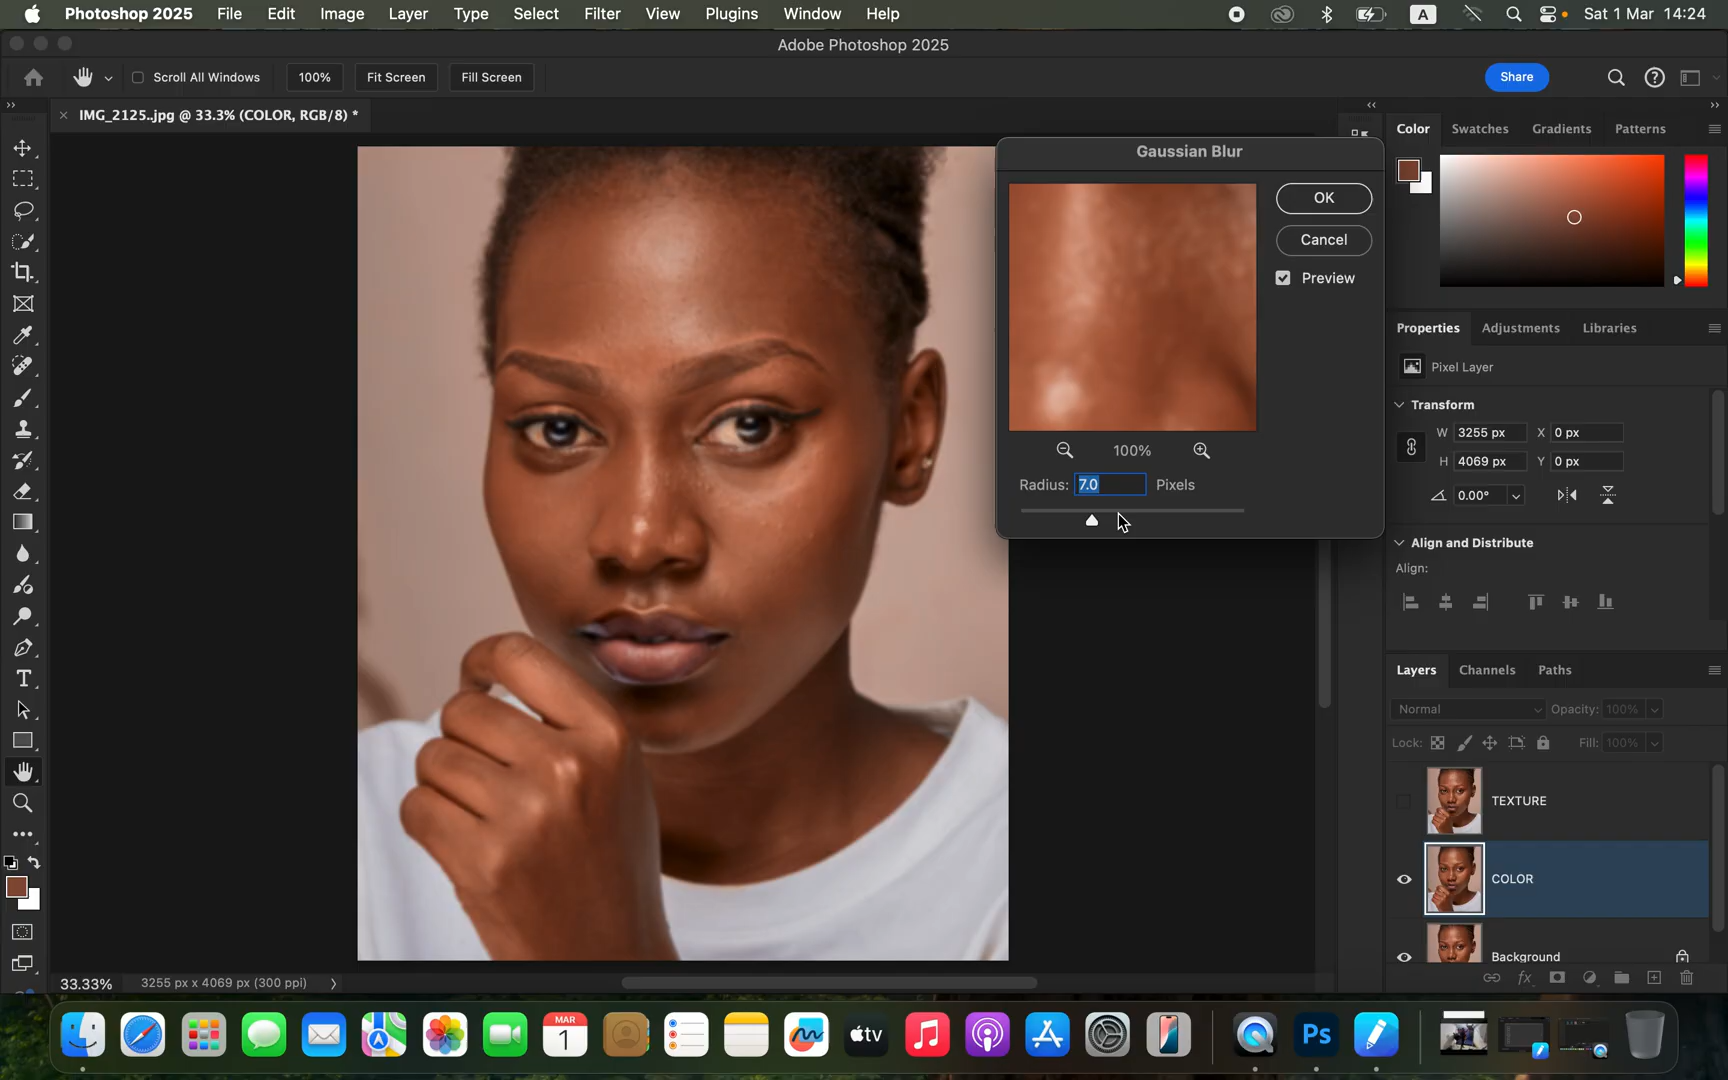 Photoshop 2025 File Edit Image Layer Type Select Filter View Plugins Window Help A Sat 1 Mar 14:24
Adobe Photoshop 2025
Scroll All Windows 100% Fit Screen Fill Screen Share
IMG_2125..jpg @ 33.3% (COLOR, RGB/8) *
Color Swatches Gradients Patterns
Gaussian Blur
OK
Cancel
Preview
100%
Radius: 7.0 Pixels
Properties Adjustments Libraries
Pixel Layer
Transform
W 3255 px X 0 px
H 4069 px Y 0 px
0.00°
Align and Distribute
Align:
Layers Channels Paths
Normal Opacity: 100%
Lock: Fill: 100%
TEXTURE
COLOR
Background
33.33% 3255 px x 4069 px (300 ppi)
MAR
1
tv
Ps